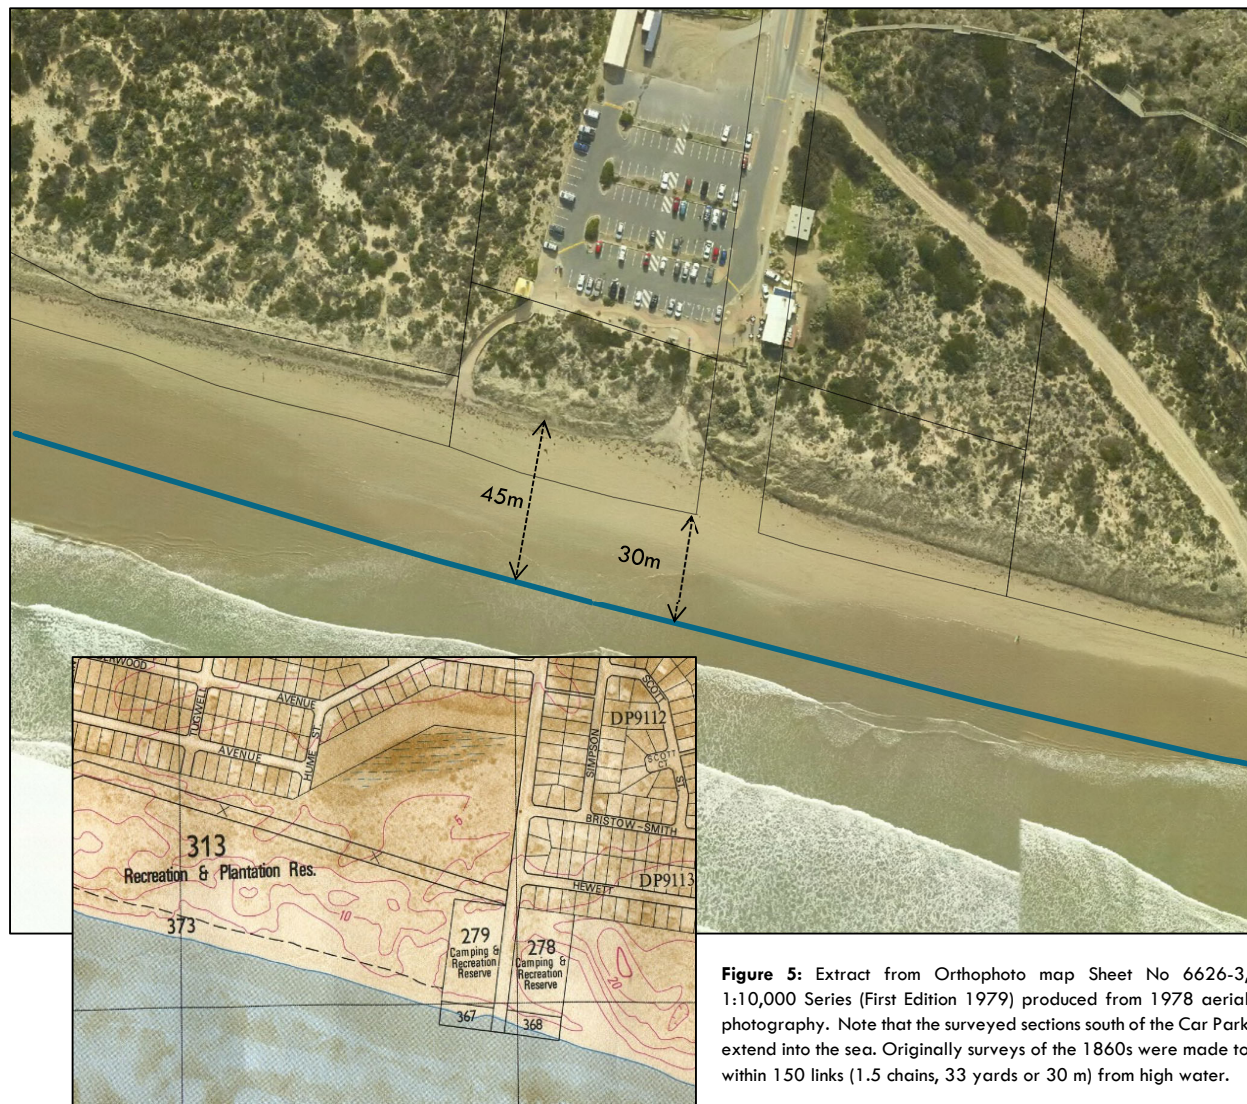 45m
30m
ERWOOD
AVENUE
TUGWELL
AVENUE
HUME ST
SIMPSON
DP9112
SCOTT
SCOTT
CT
ST
BRISTOW-SMITH
DP9113
HEWETT
5
313
Recreation & Plantation Res.
10
373
279
Camping &
Recreation
Reserve
278
Camping &
Recreation
Reserve
20
367
368
Figure 5: Extract from Orthophoto map Sheet No 6626-3,
1:10,000 Series (First Edition 1979) produced from 1978 aerial
photography. Note that the surveyed sections south of the Car Park
extend into the sea. Originally surveys of the 1860s were made to
within 150 links (1.5 chains, 33 yards or 30 m) from high water.